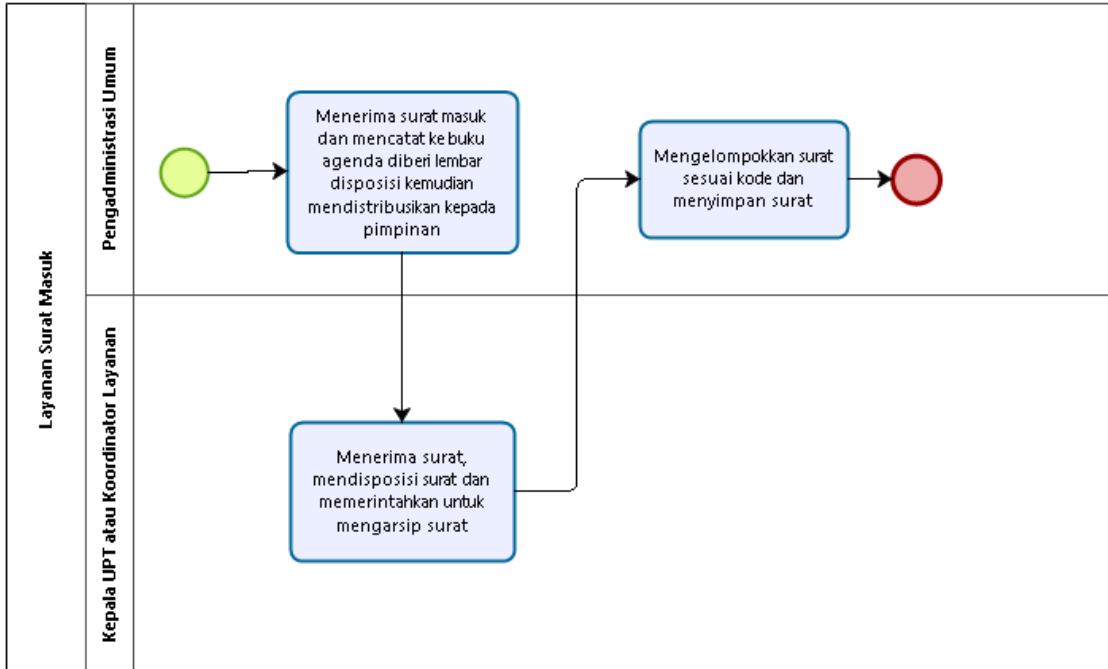 Layanan Surat Masuk
Pengadministrasi Umum
Menerima surat masuk
dan mencatat ke buku
agenda diberi lembar
disposisi kemudian
mendistribusikan kepada
pimpinan
Mengelompokkan surat
sesuai kode dan
menyimpan surat
Kepala UPT atau Koordinator Layanan
Menerima surat,
mendisposisi surat dan
memerintahkan untuk
mengarsip surat